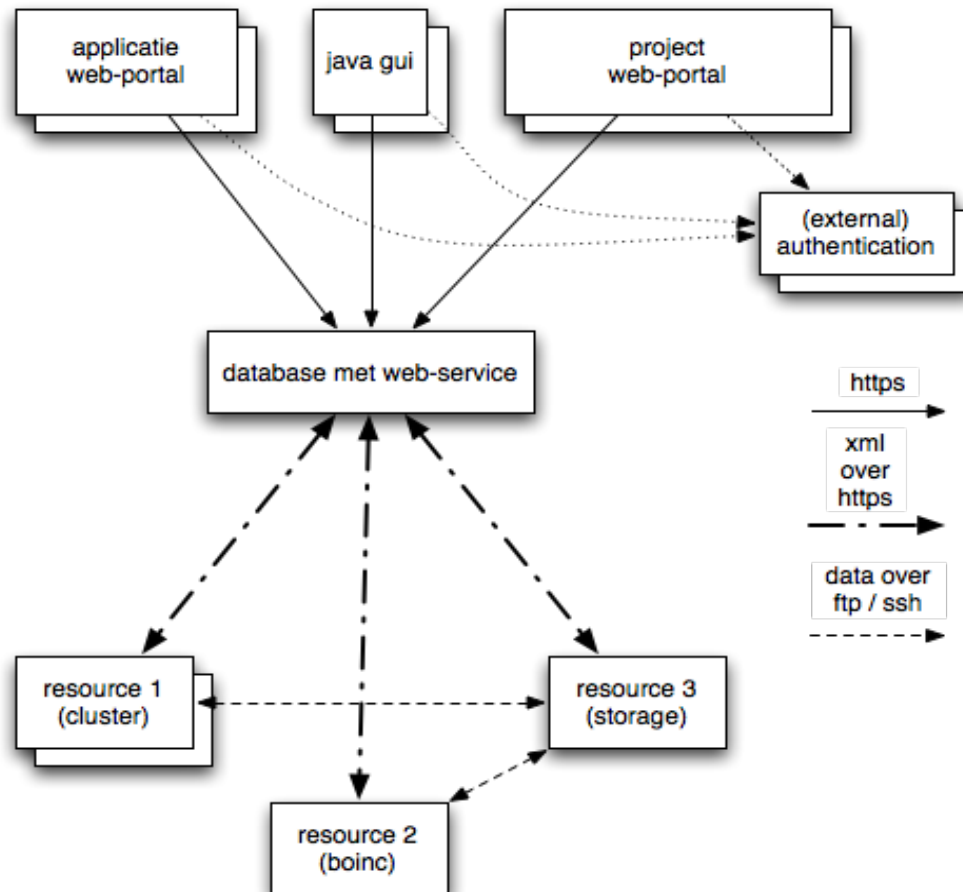 applicatie
web-portal
java gui
project
web-portal
(external)
authentication
database met web-service
https
xml
over
https
data over
ftp / ssh
resource 1
(cluster)
resource 3
(storage)
resource 2
(boinc)